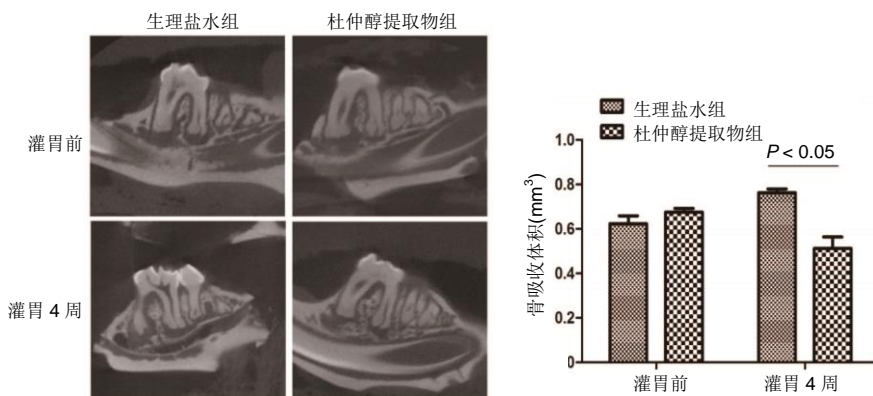 生理盐水组 杜仲醇提取物组
灌胃前
灌胃 4 周
生理盐水组
杜仲醇提取物组
P < 0.05
骨吸收体积(mm³)
1.0
0.8
0.6
0.4
0.2
0
灌胃前 灌胃 4 周